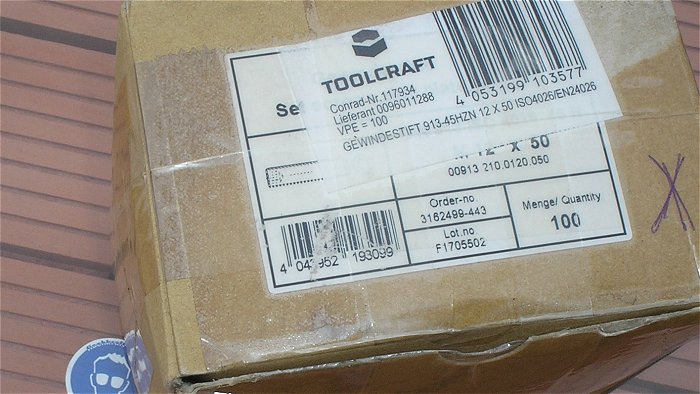 TOOLCRAFT
Conrad-Nr.117934
Lieferant 0096011288
VPE = 100
4 053199 103577
GEWINDESTIFT 913-45HZN 12 X 50 ISO4026/EN24026
Se
12 x 50
00913 210.0120.050
Order-no.
3162499-443
Menge/ Quantity
100
Lot.no
F1705502
4 043952 193099